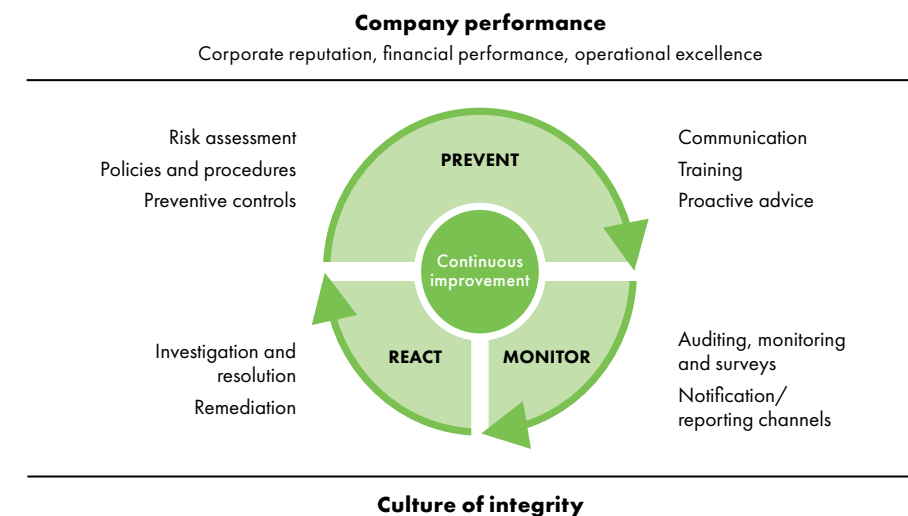 Company performance
Corporate reputation, financial performance, operational excellence
Risk assessment
Policies and procedures
Preventive controls
PREVENT
Communication
Training
Proactive advice
Continuous
improvement
Investigation and
resolution
Remediation
REACT
MONITOR
Auditing, monitoring
and surveys
Notification/
reporting channels
Culture of integrity